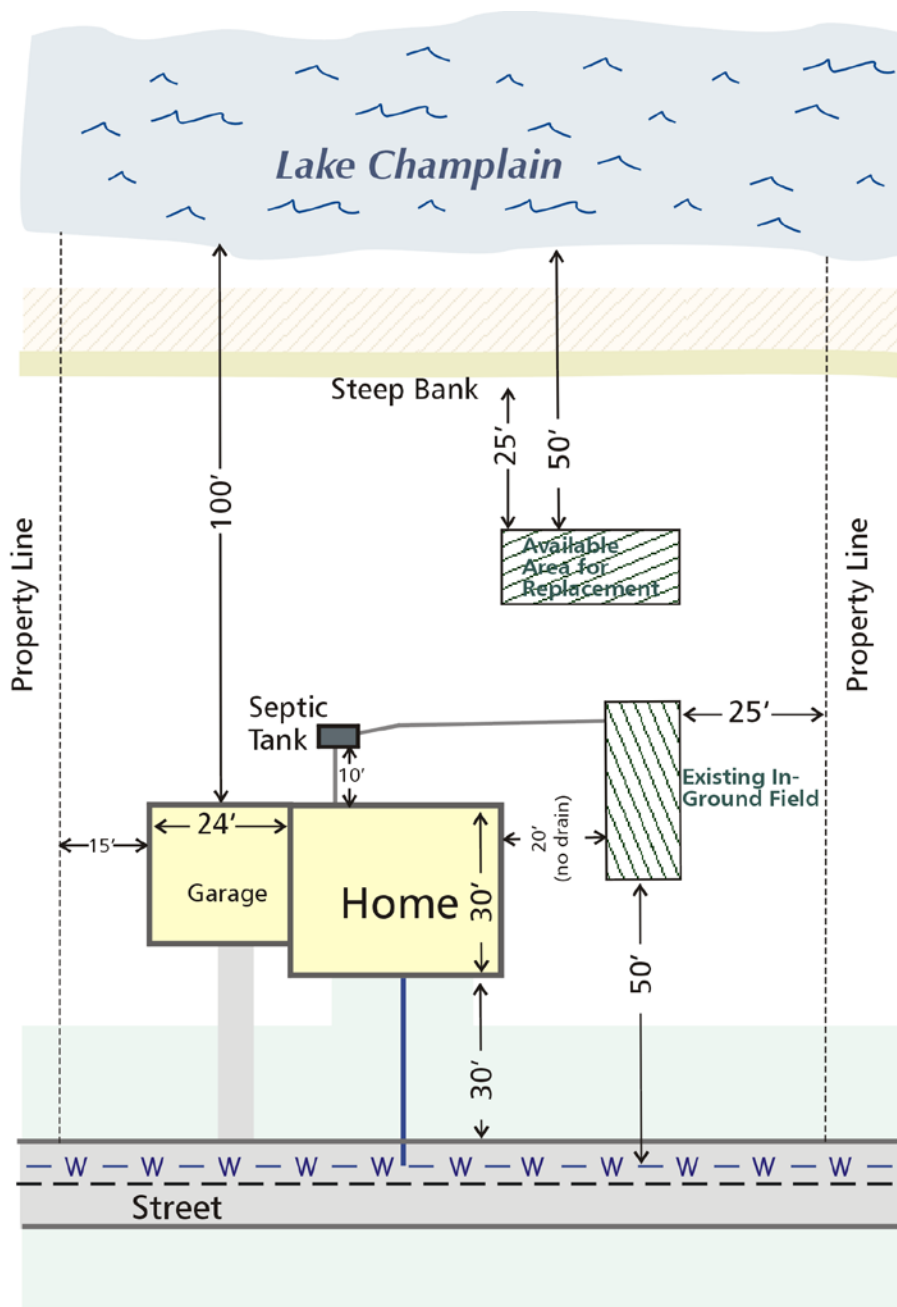 Lake Champlain
Steep Bank
25'
50'
100'
Property Line
Property Line
Available
Area for
Replacement
Septic
Tank
10'
25'
Existing In-
Ground Field
24'
15'
20'
(no drain)
Garage
Home
30'
50'
30'
W W W W W W W W W W W
Street